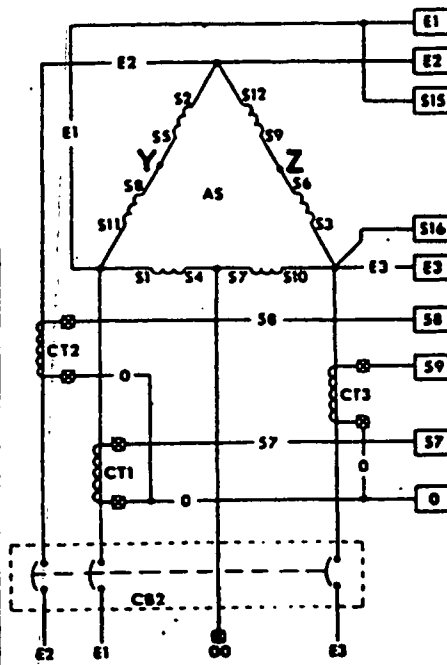 E1
E2 E2
S2 S12
S15
S5 S9
E1
Y Z
S8 S6
AS
S11 S3
S16
S1 S4 S7 S10 E3 E3
S8 S8
CT2
S9
0 CT3
S7 S7
CT1 0
0 0
CB2
E2 E1 00 E3